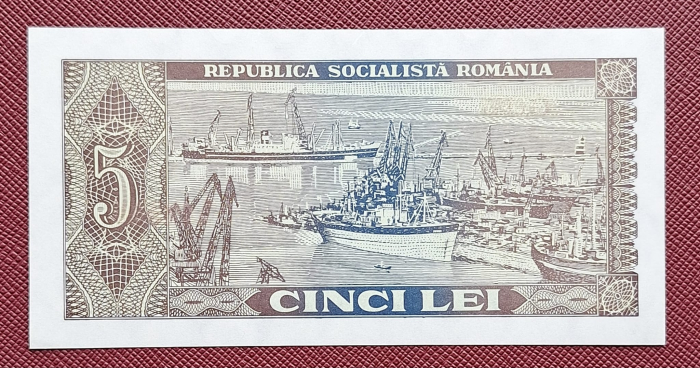 REPUBLICA SOCIALISTĂ ROMÂNIA
5
CINCI LEI